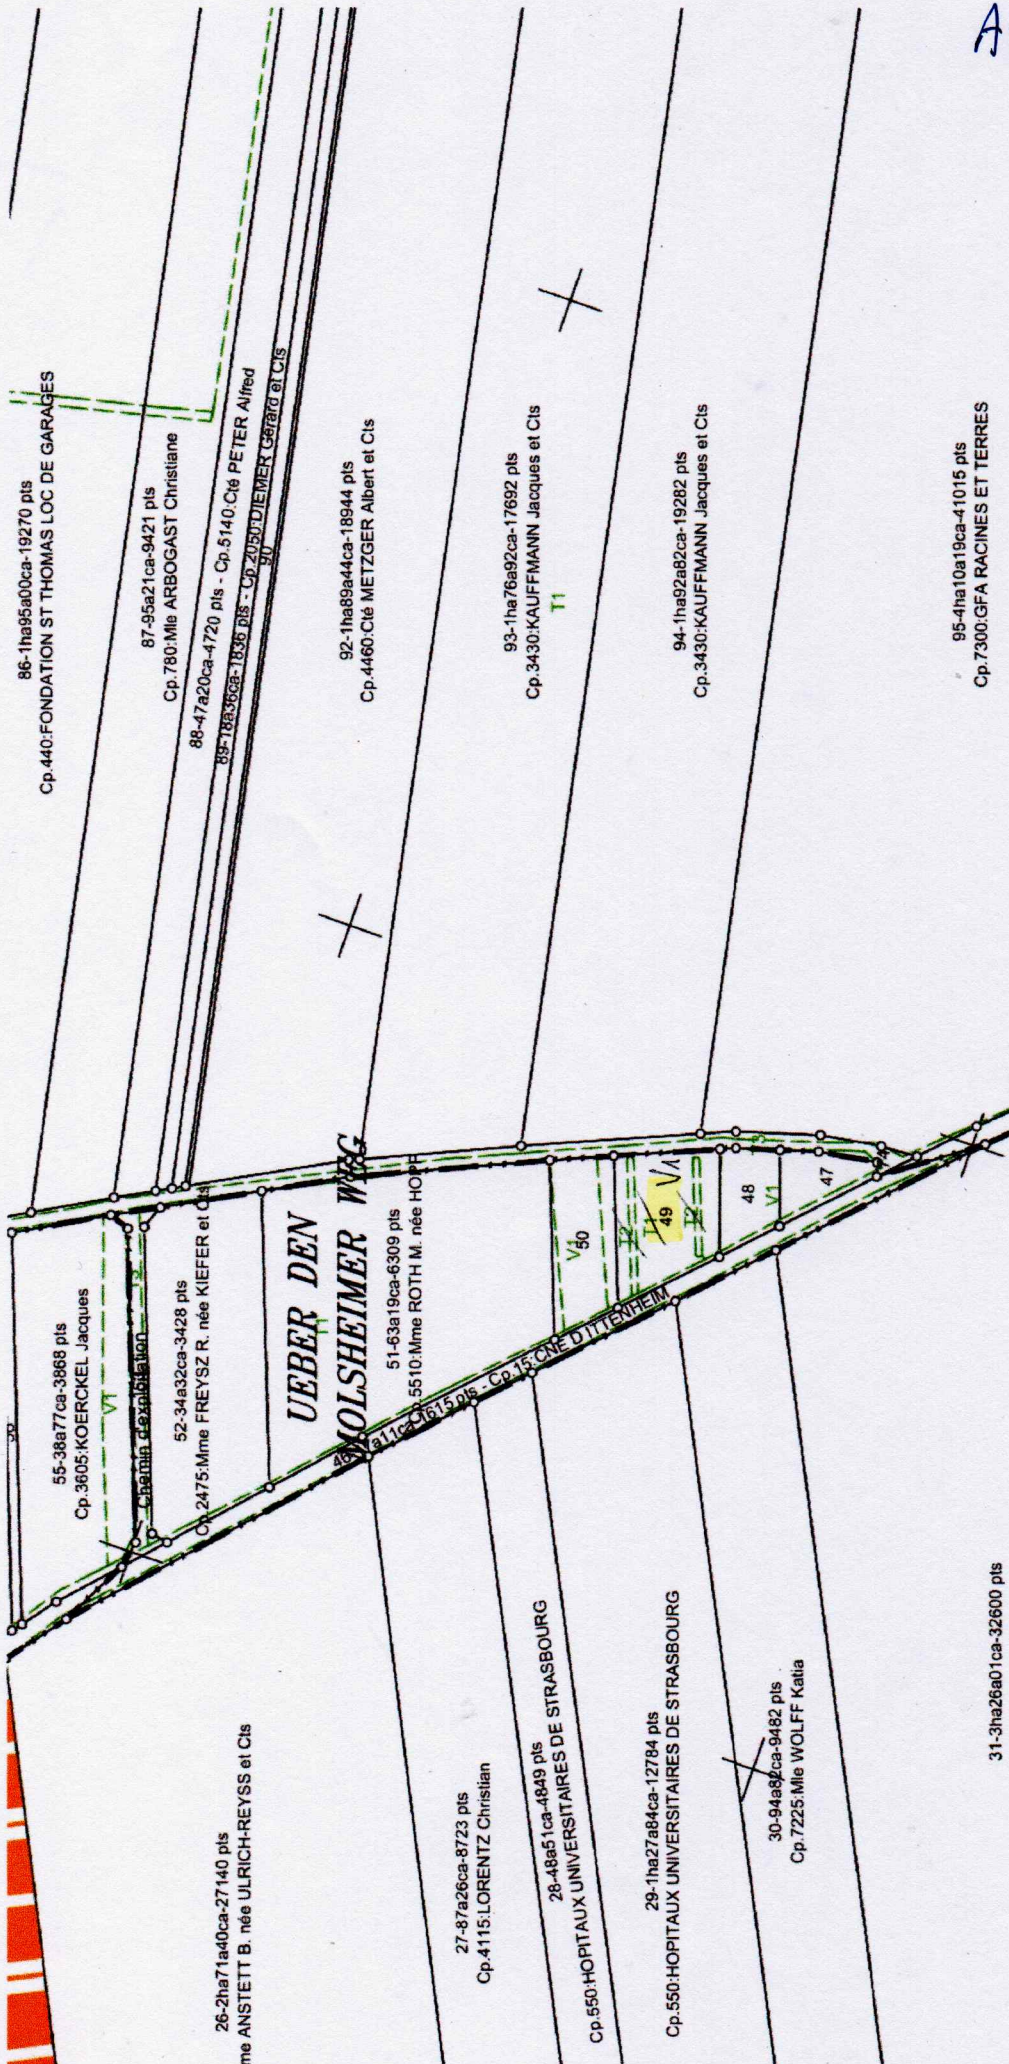 A
86-1ha95a00ca-19270 pts
Cp.440:FONDATION ST THOMAS LOC DE GARAGES
87-95a21ca-9421 pts
Cp.780:Mle ARBOGAST Christiane
88-47a20ca-4720 pts - Cp.5140:Cté PETER Alfred
89-18a36ca-1836 pts - Cp.2050:DIEMER Gérard et Cts
90
92-1ha89a44ca-18944 pts
Cp.4460:Cté METZGER Albert et Cts
93-1ha76a92ca-17692 pts
Cp.3430:KAUFFMANN Jacques et Cts
T1
94-1ha92a82ca-19282 pts
Cp.3430:KAUFFMANN Jacques et Cts
95-4ha10a19ca-41015 pts
Cp.7300:GFA RACINES ET TERRES
55-38a77ca-3868 pts
Cp.3605:KOERCKEL Jacques
V1
Chemin d'exploitation
52-34a32ca-3428 pts
Cp.2475:Mme FREYSZ R. née KIEFER et Cts
UEBER DEN
MOLSHEIMER WEG
T1
51-63a19ca-6309 pts
Cp.5510:Mme ROTH M. née HOPP
a11ca-1615 pts - Cp.15:CNE D'ITTENHEIM
V1
50
T2
T1
49
V1
T2
48
V1
47
T3
26-2ha71a40ca-27140 pts
me ANSTETT B. née ULRICH-REYSS et Cts
27-87a26ca-8723 pts
Cp.4115:LORENTZ Christian
28-48a51ca-4849 pts
Cp.550:HOPITAUX UNIVERSITAIRES DE STRASBOURG
29-1ha27a84ca-12784 pts
Cp.550:HOPITAUX UNIVERSITAIRES DE STRASBOURG
30-94a82ca-9482 pts
Cp.7225:Mle WOLFF Katia
31-3ha26a01ca-32600 pts